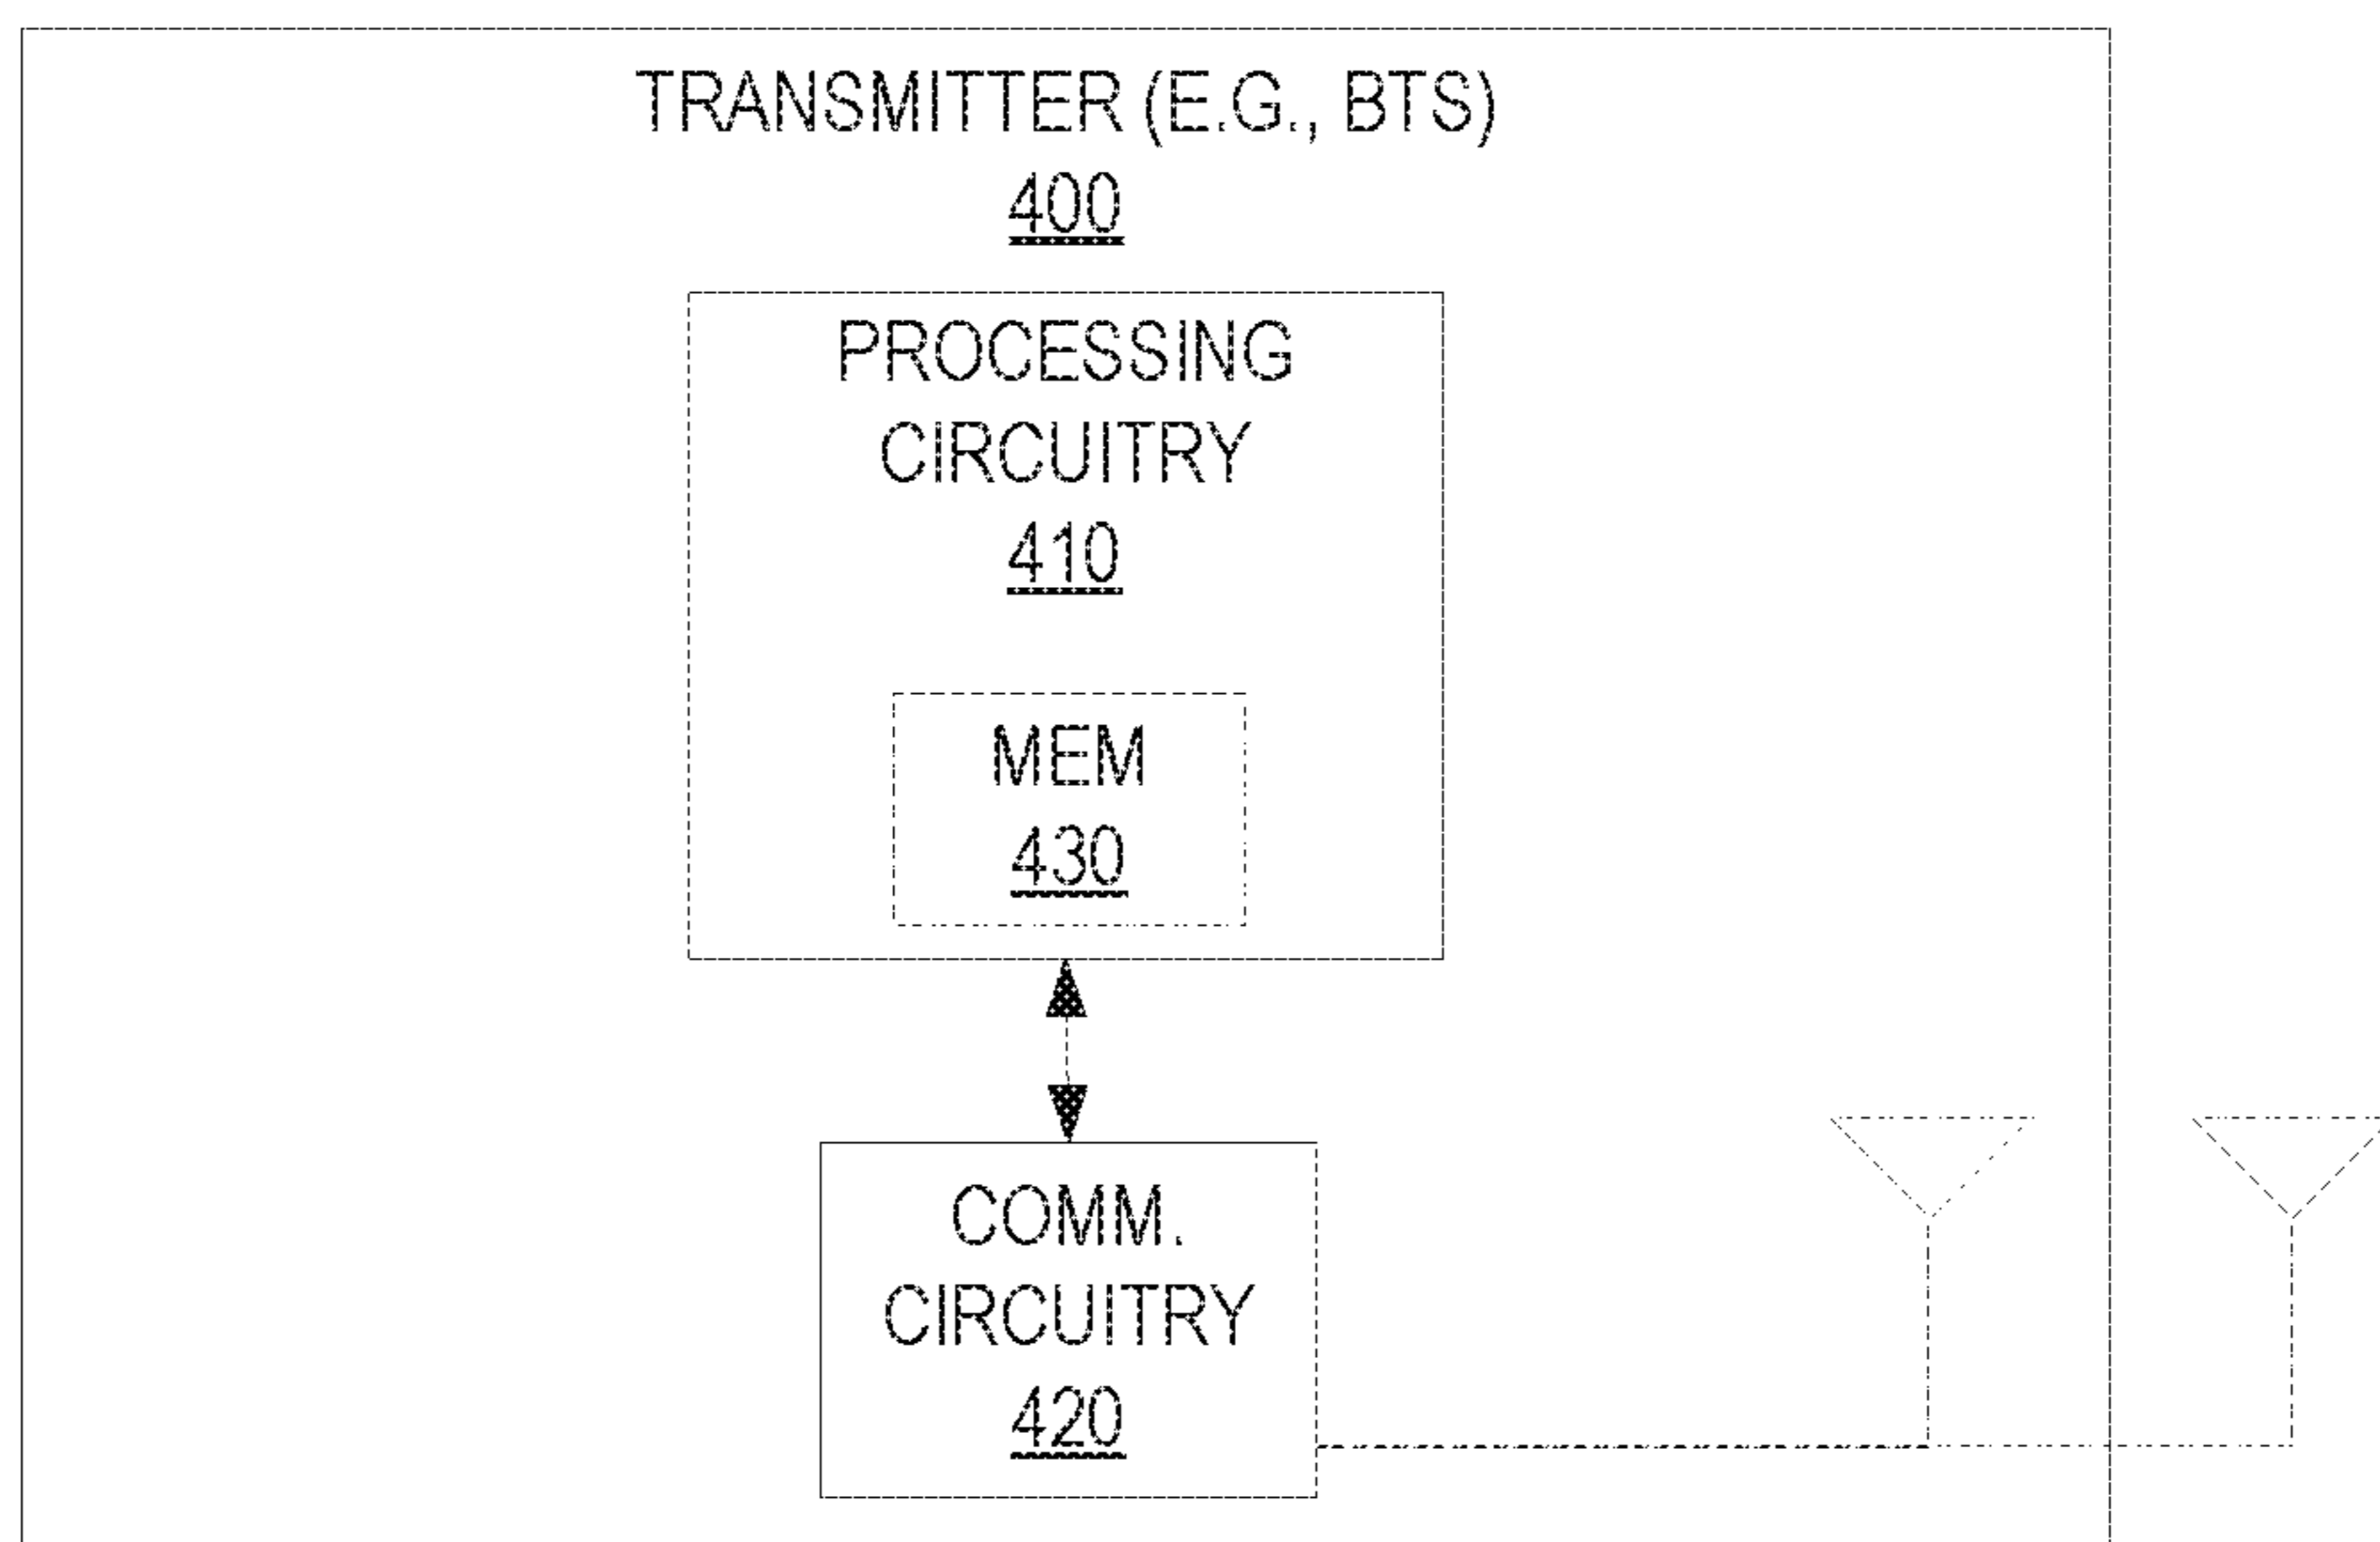 TRANSMITTER (E.G., BTS)
400
PROCESSING
CIRCUITRY
410
MEM
430
COMM.
CIRCUITRY
420